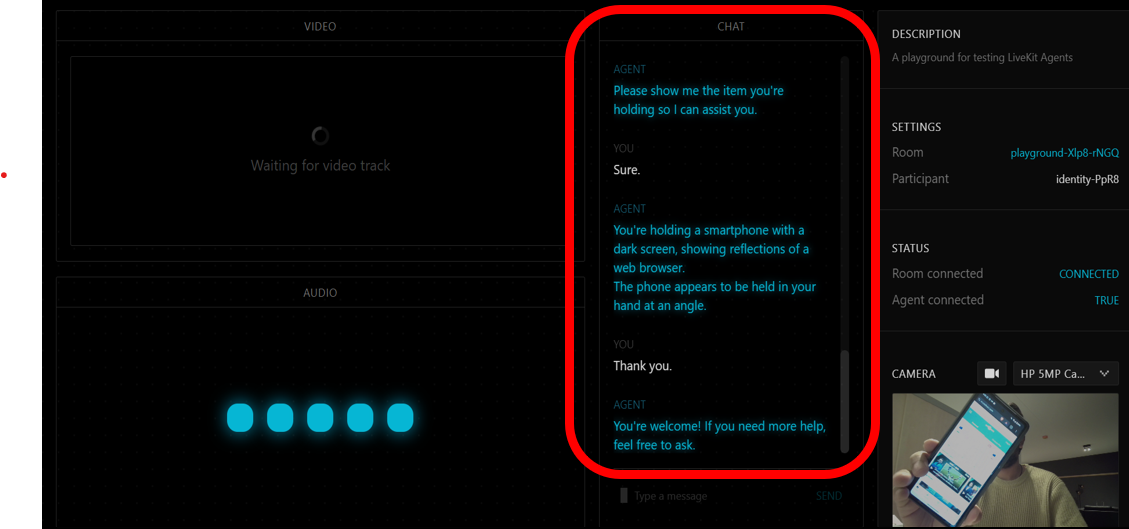 VIDEO
Waiting for video track
AUDIO
CHAT
AGENT
Please show me the item you're
holding so I can assist you.
YOU
Sure.
AGENT
You're holding a smartphone with a
dark screen, showing reflections of a
web browser.
The phone appears to be held in your
hand at an angle.
YOU
Thank you.
AGENT
You're welcome! If you need more help,
feel free to ask.
Type a message SEND
DESCRIPTION
A playground for testing LiveKit Agents
SETTINGS
Room playground-Xlp8-rNGQ
Participant identity-PpR8
STATUS
Room connected CONNECTED
Agent connected TRUE
CAMERA HP 5MP Ca...